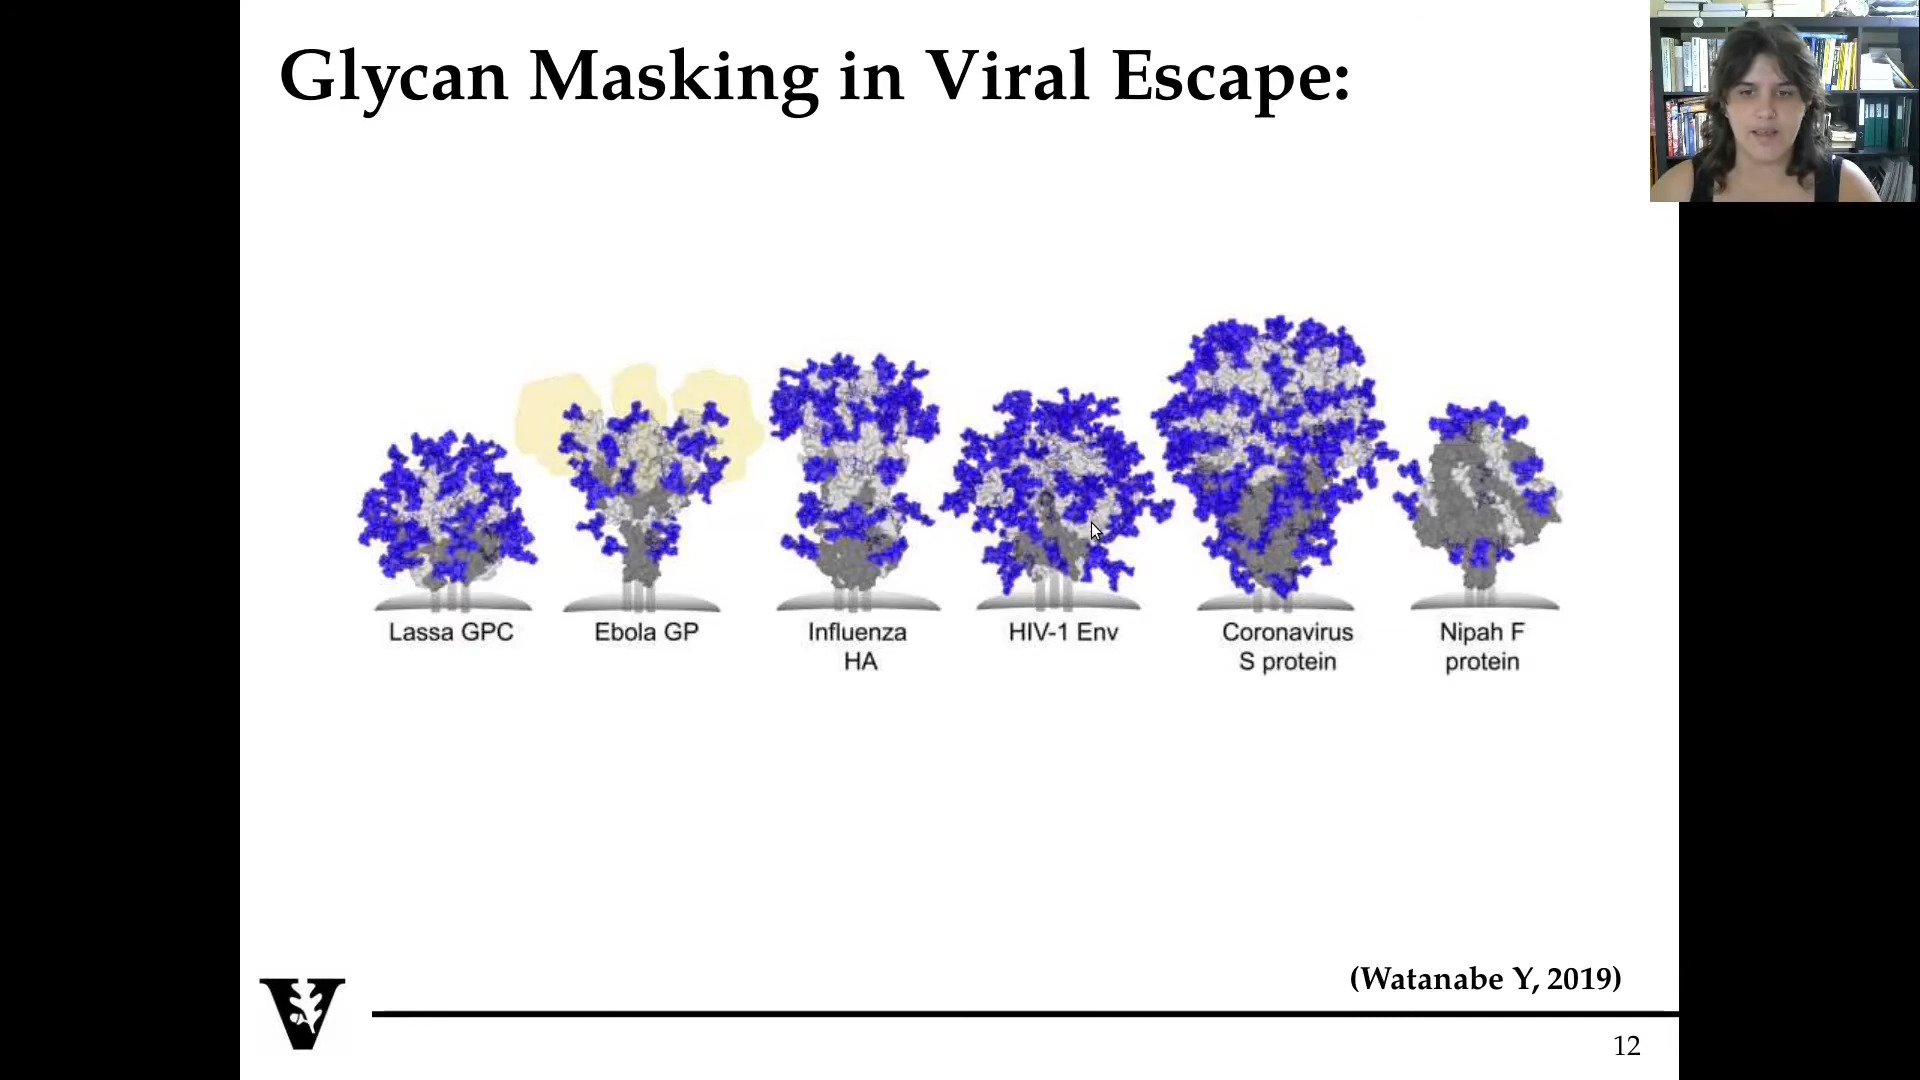 Glycan Masking in Viral Escape:
Lassa GPC
Ebola GP
Influenza
HA
HIV-1 Env
Coronavirus
S protein
Nipah F
protein
(Watanabe Y, 2019)
V
12